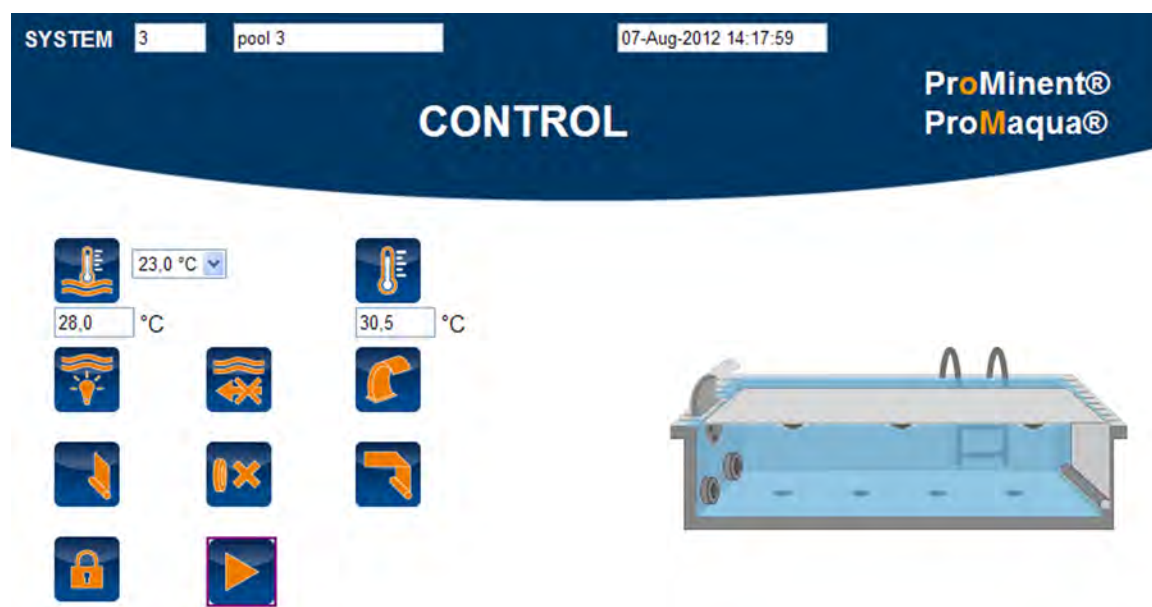 SYSTEM 3 pool 3 07-Aug-2012 14:17:59
ProMinent®
ProMaqua®
CONTROL
23,0 °C
28,0 °C 30,5 °C